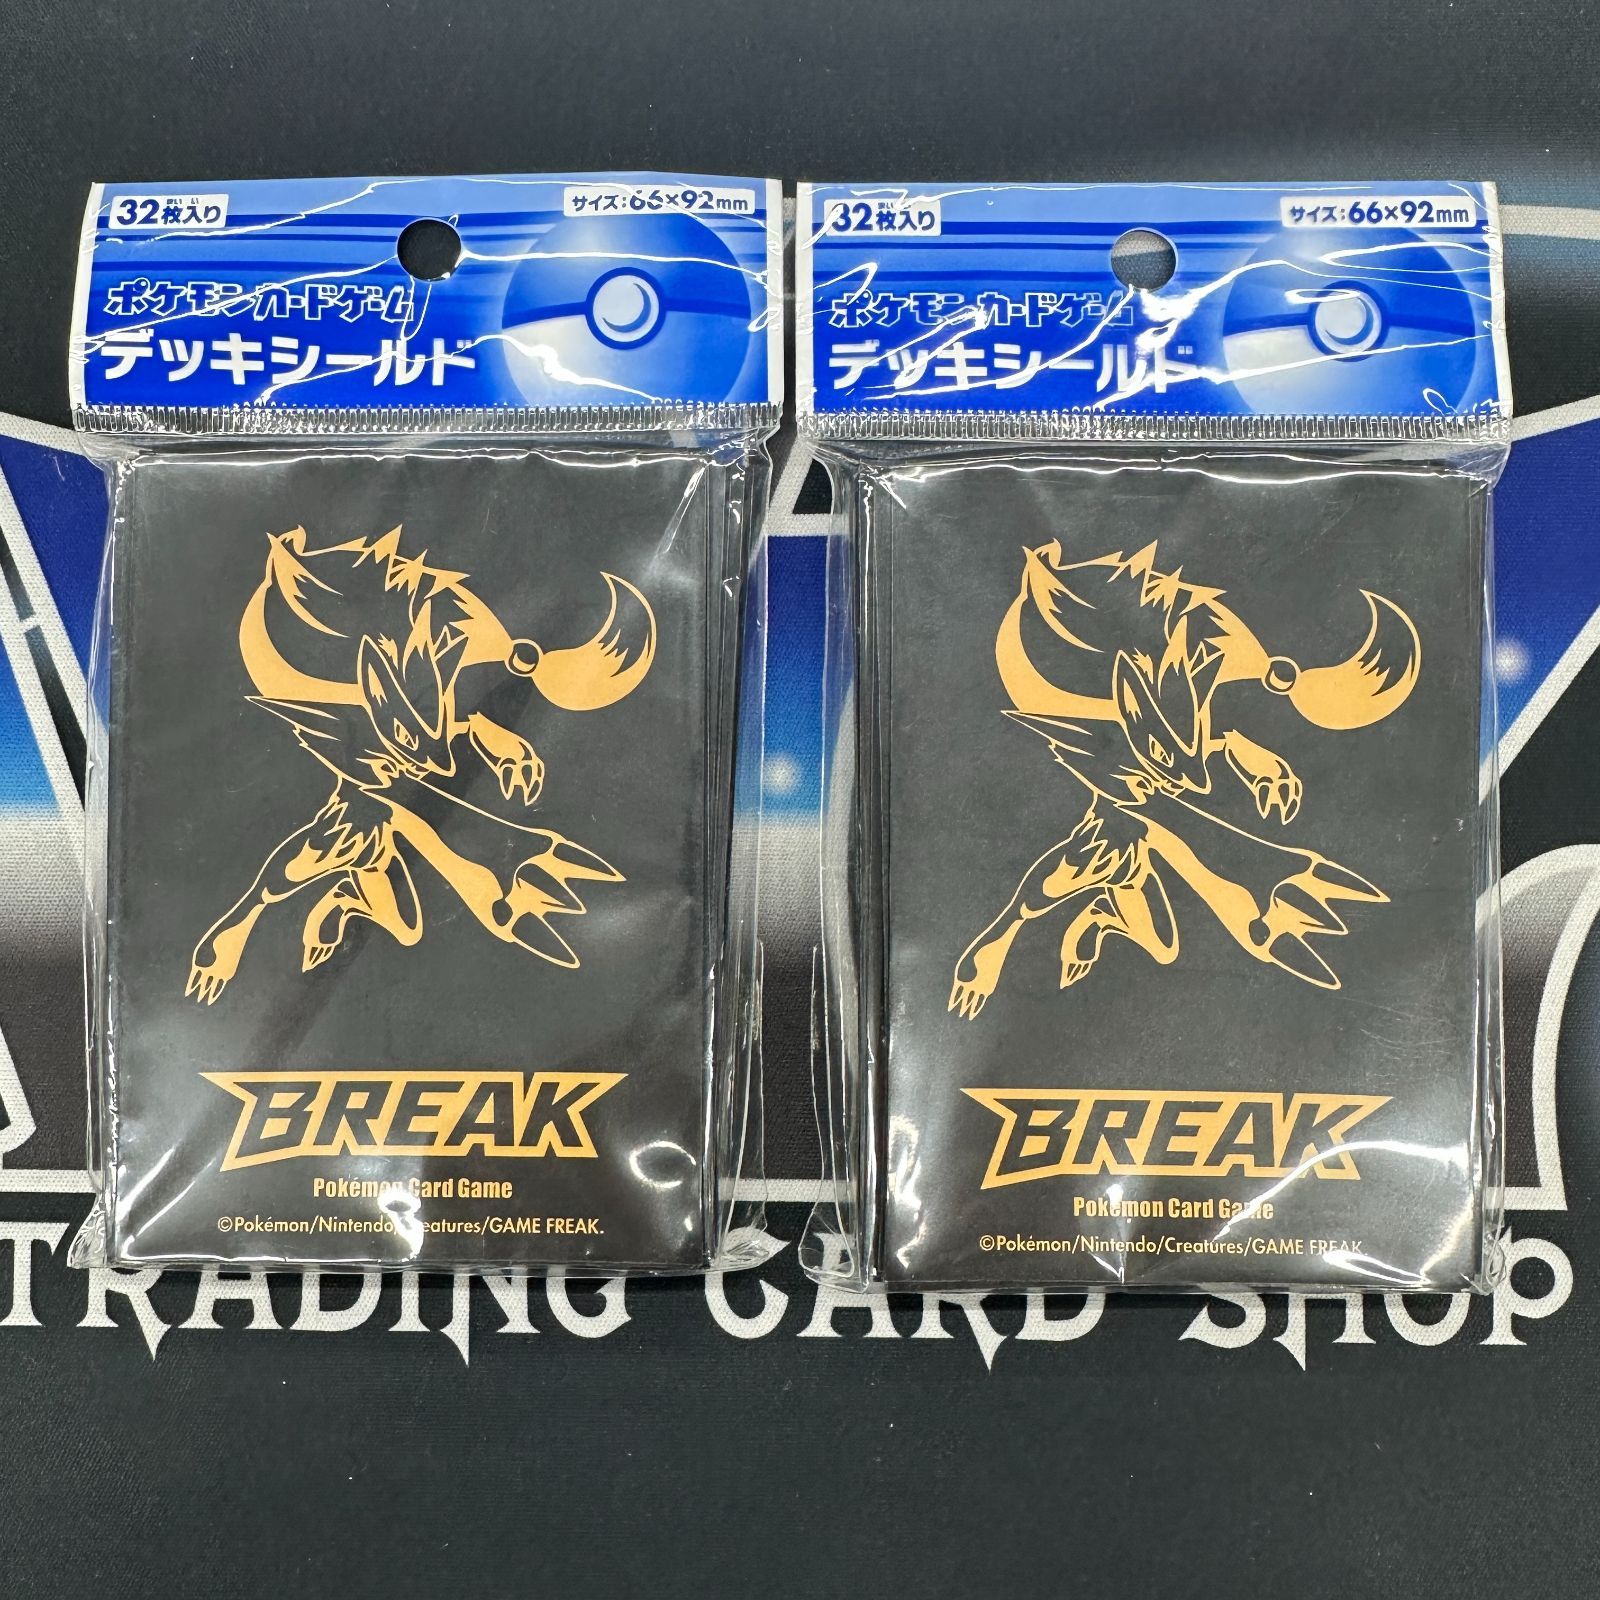 32枚入り
サイズ:66×92mm
ポケモンカードゲーム
デッキシールド
BREAK
Pokémon Card Game
©Pokémon/Nintendo/Creatures/GAME FREAK.
32枚入り
サイズ:66×92mm
ポケモンカードゲーム
デッキシールド
BREAK
Pokémon Card Game
©Pokémon/Nintendo/Creatures/GAME FREAK.
TRADING CARD SHOP